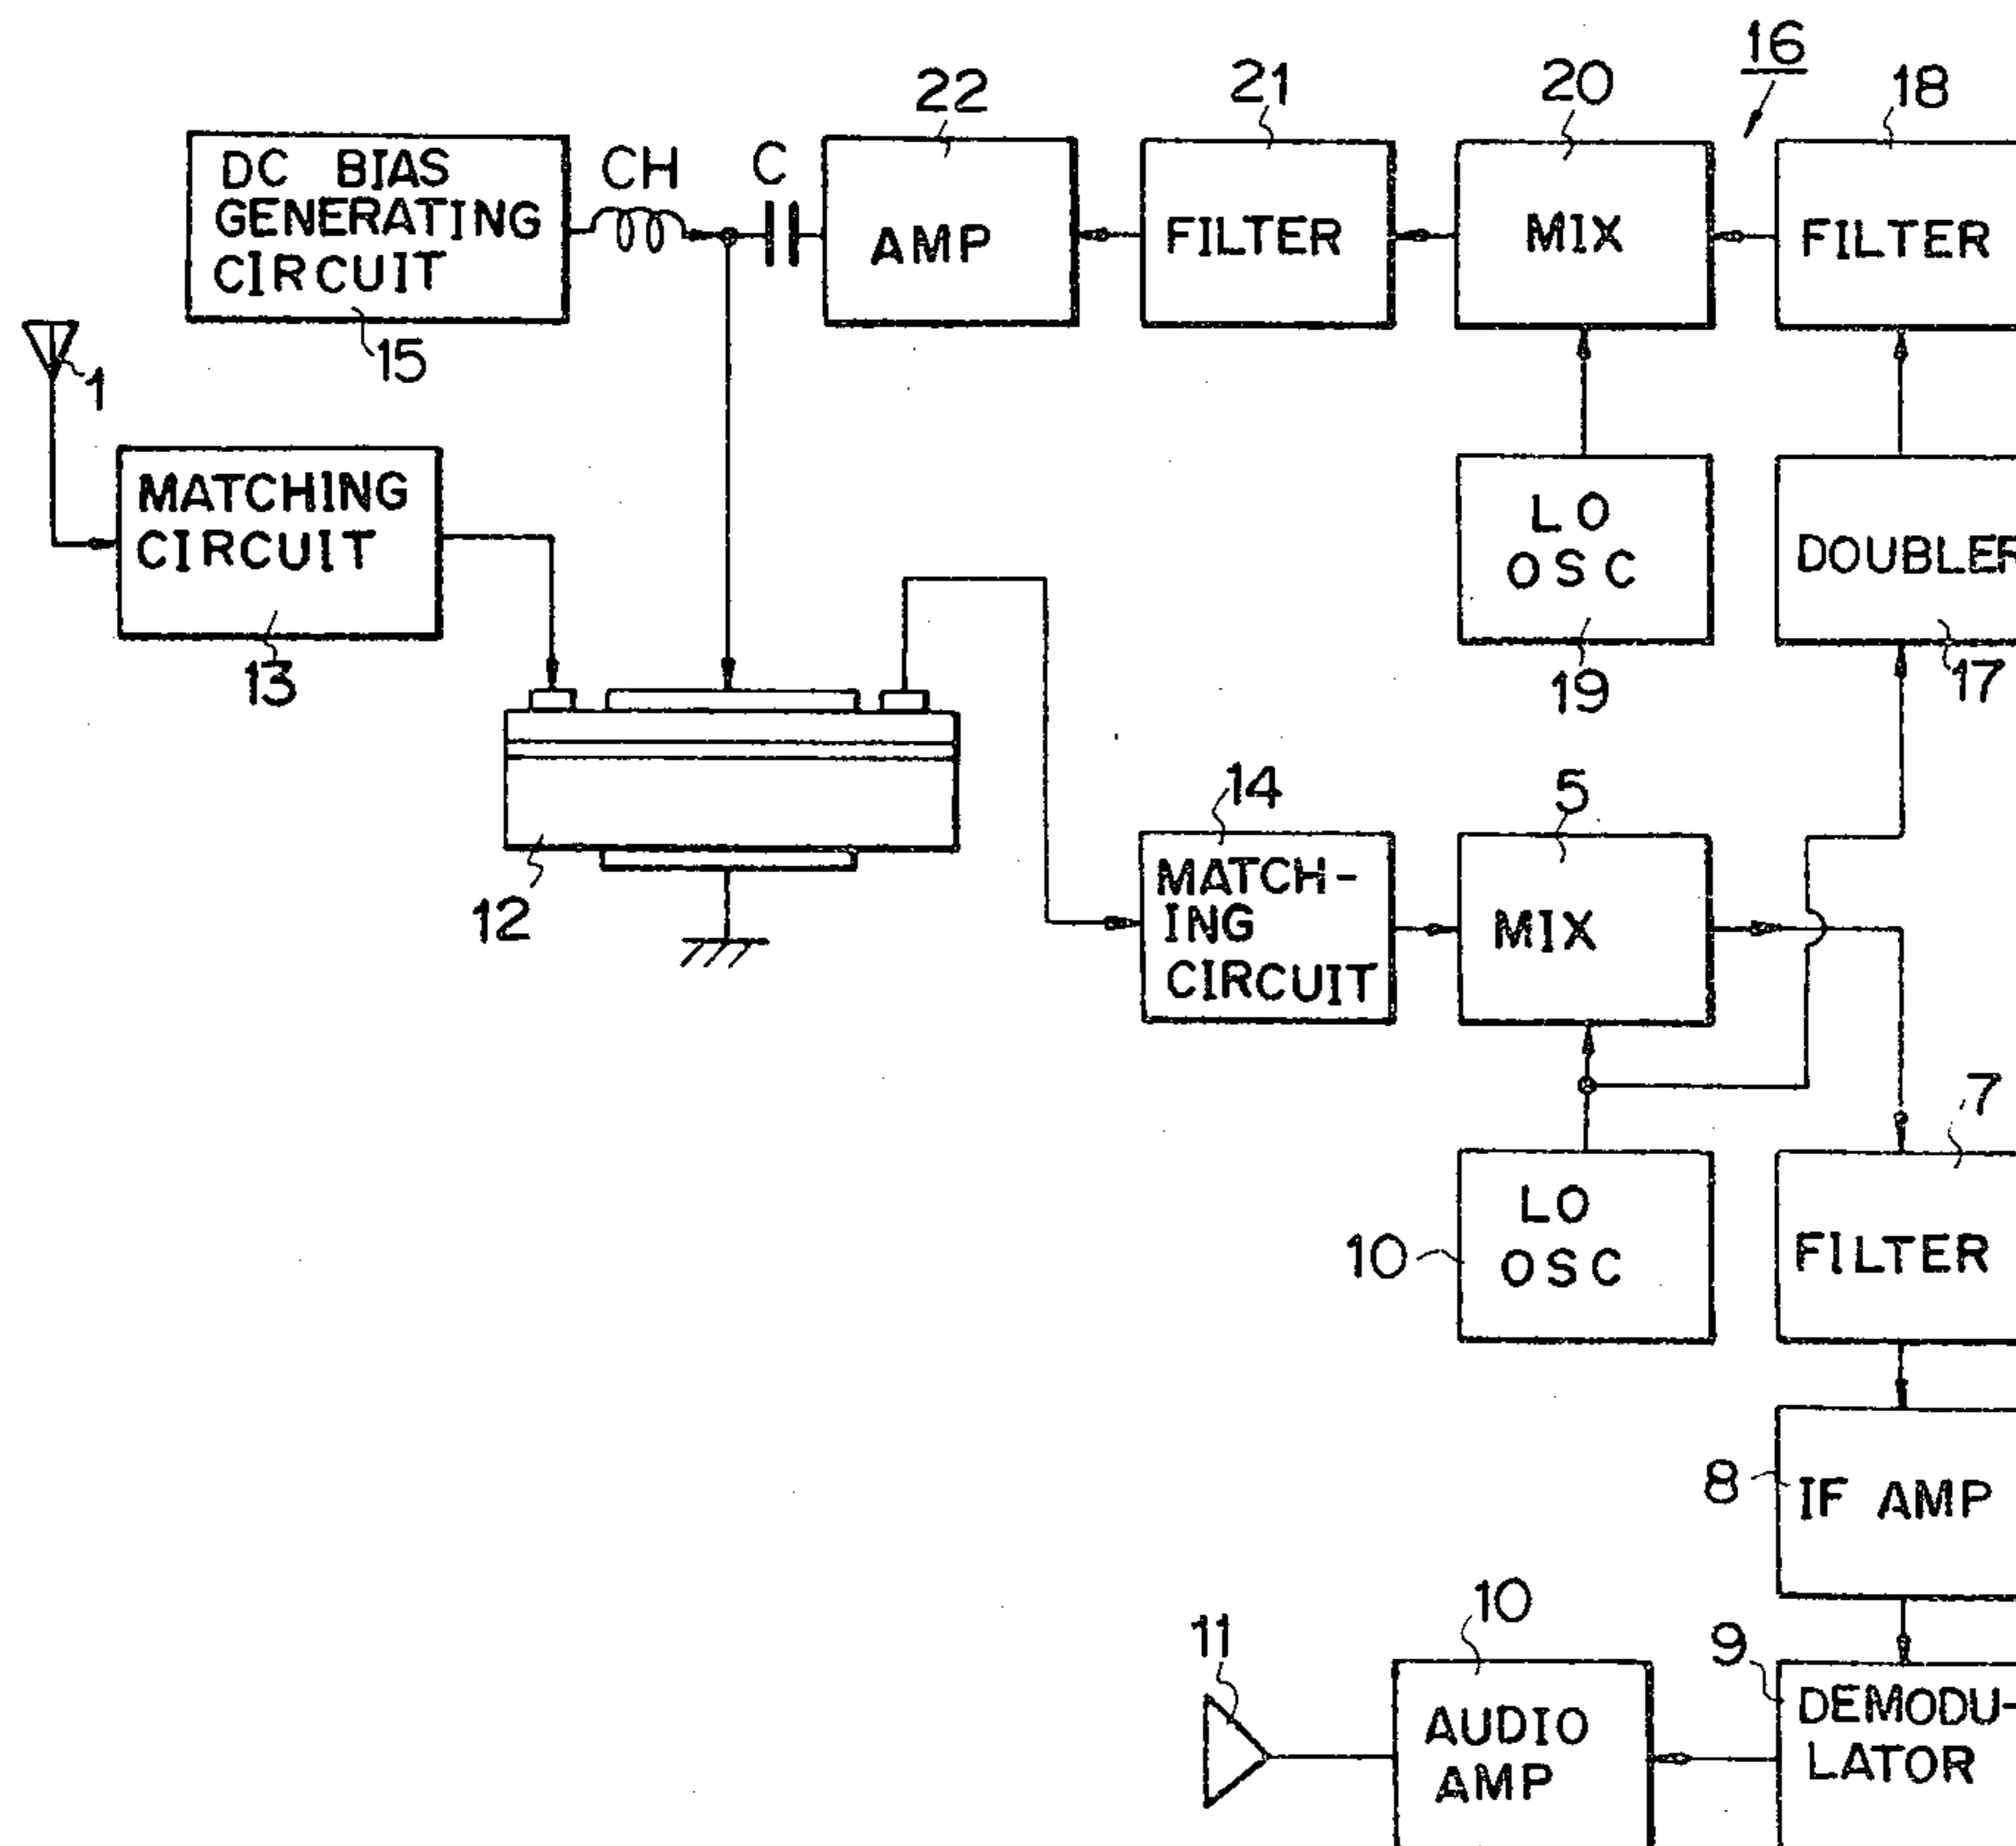 16
22
21
20
18
DC BIAS
GENERATING
CIRCUIT
CH
C
AMP
FILTER
MIX
FILTER
15
1
MATCHING
CIRCUIT
13
LO
OSC
19
DOUBLER
17
12
14
MATCH-
ING
CIRCUIT
5
MIX
7
10
LO
OSC
FILTER
8
IF AMP
11
10
AUDIO
AMP
9
DEMODU-
LATOR